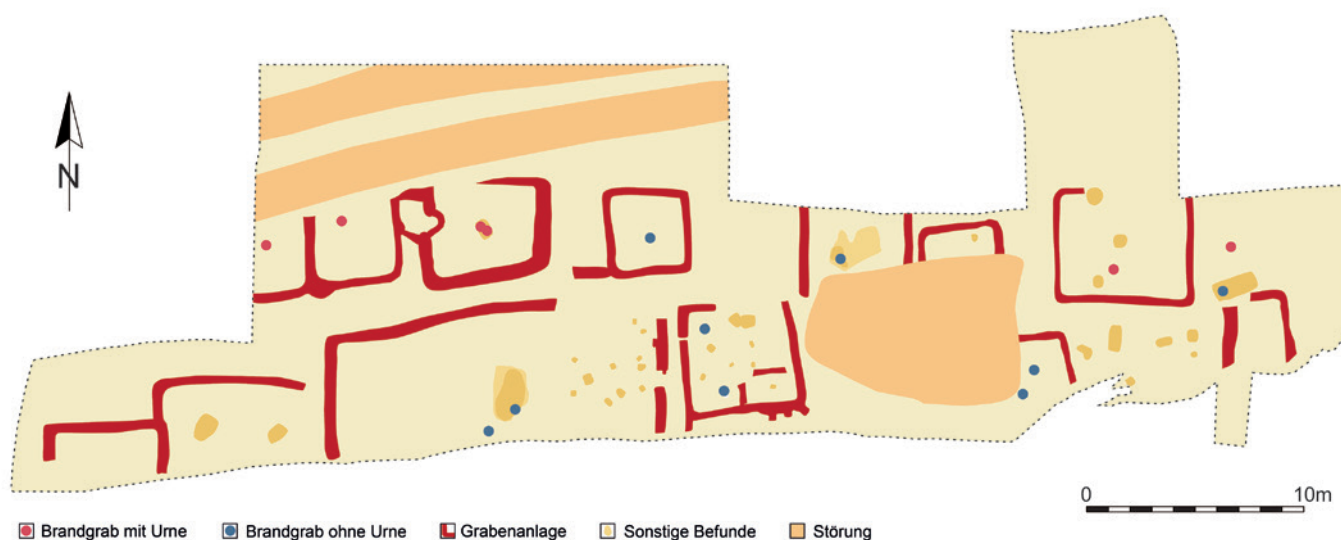 N
0 10m
Brandgrab mit Urne Brandgrab ohne Urne Grabenanlage Sonstige Befunde Störung